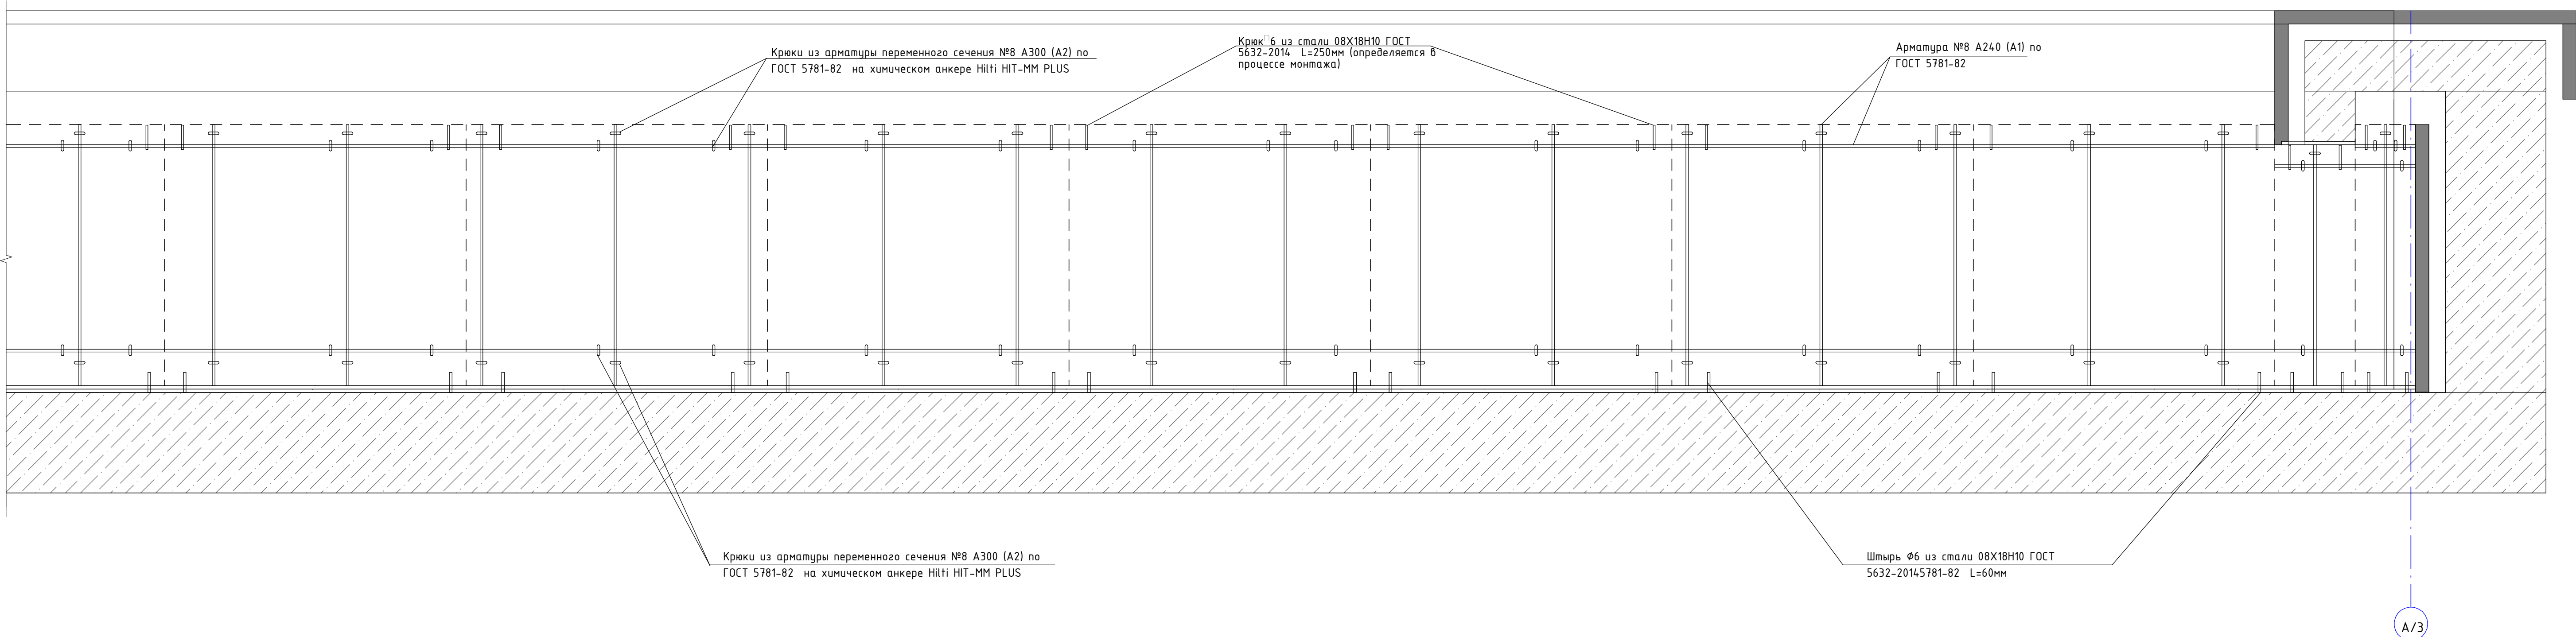 Крюк 6 из стали 08Х18Н10 ГОСТ
5632-2014 L=250мм (определяется в
процессе монтажа)
Арматура №8 А240 (А1) по
ГОСТ 5781-82
Крюки из арматуры переменного сечения №8 А300 (А2) по
ГОСТ 5781-82 на химическом анкере Hilti HIT-MM PLUS
Крюки из арматуры переменного сечения №8 А300 (А2) по
ГОСТ 5781-82 на химическом анкере Hilti HIT-MM PLUS
Штырь Ø6 из стали 08Х18Н10 ГОСТ
5632-20145781-82 L=60мм
А/3